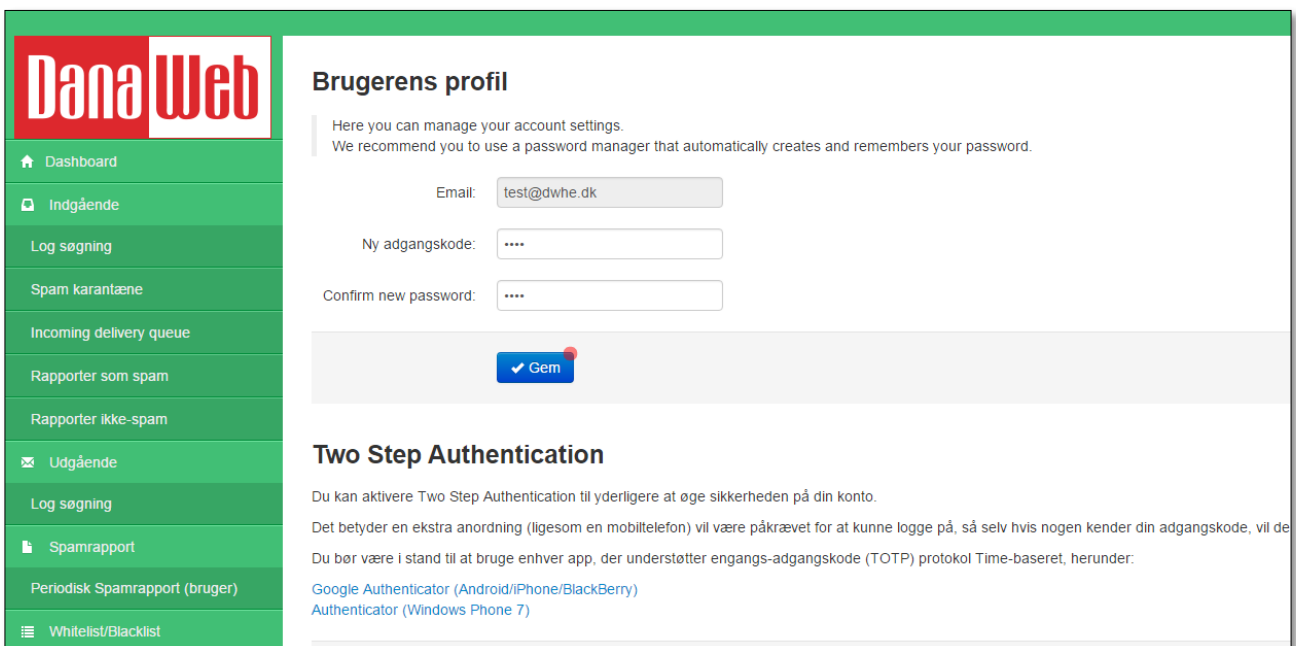 Dana Web
Dashboard
Indgående
Log søgning
Spam karantæne
Incoming delivery queue
Rapporter som spam
Rapporter ikke-spam
Udgående
Log søgning
Spamrapport
Periodisk Spamrapport (bruger)
Whitelist/Blacklist
Brugerens profil
Here you can manage your account settings.
We recommend you to use a password manager that automatically creates and remembers your password.
Email: test@dwhe.dk
Ny adgangskode: ····
Confirm new password: ····
Gem
Two Step Authentication
Du kan aktivere Two Step Authentication til yderligere at øge sikkerheden på din konto.
Det betyder en ekstra anordning (ligesom en mobiltelefon) vil være påkrævet for at kunne logge på, så selv hvis nogen kender din adgangskode, vil de
Du bør være i stand til at bruge enhver app, der understøtter engangs-adgangskode (TOTP) protokol Time-baseret, herunder:
Google Authenticator (Android/iPhone/BlackBerry)
Authenticator (Windows Phone 7)